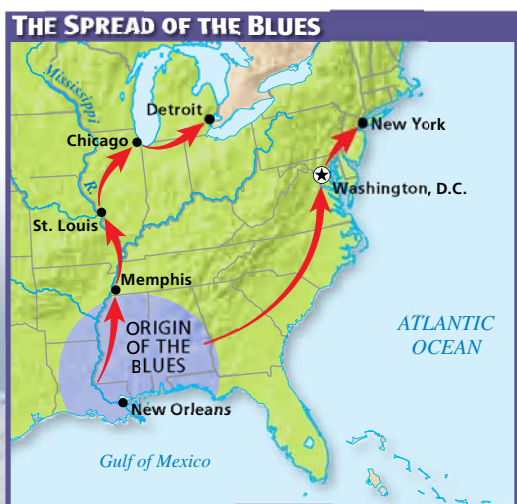 THE SPREAD OF THE BLUES
Mississippi
R.
Detroit
Chicago
New York
Washington, D.C.
St. Louis
Memphis
ORIGIN
OF THE
BLUES
ATLANTIC
OCEAN
New Orleans
Gulf of Mexico